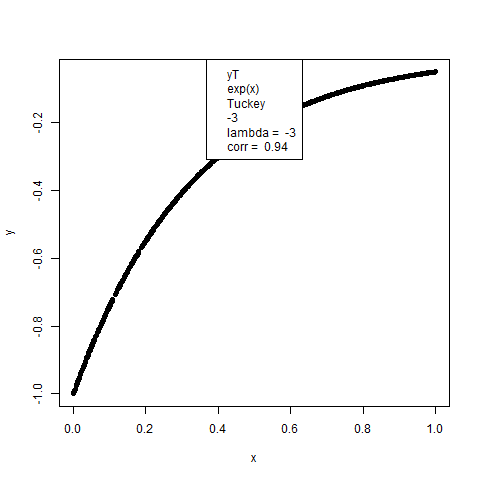 yT
exp(x)
Tuckey
-3
lambda = -3
corr = 0.94
y
-0.2
-0.4
-0.6
-0.8
-1.0
0.0 0.2 0.4 0.6 0.8 1.0
x